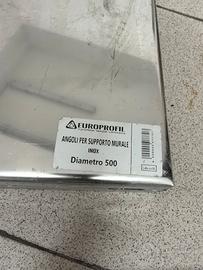 EUROPROFIL
ANGOLI PER SUPPORTO MURALE
INOX
Diametro 500